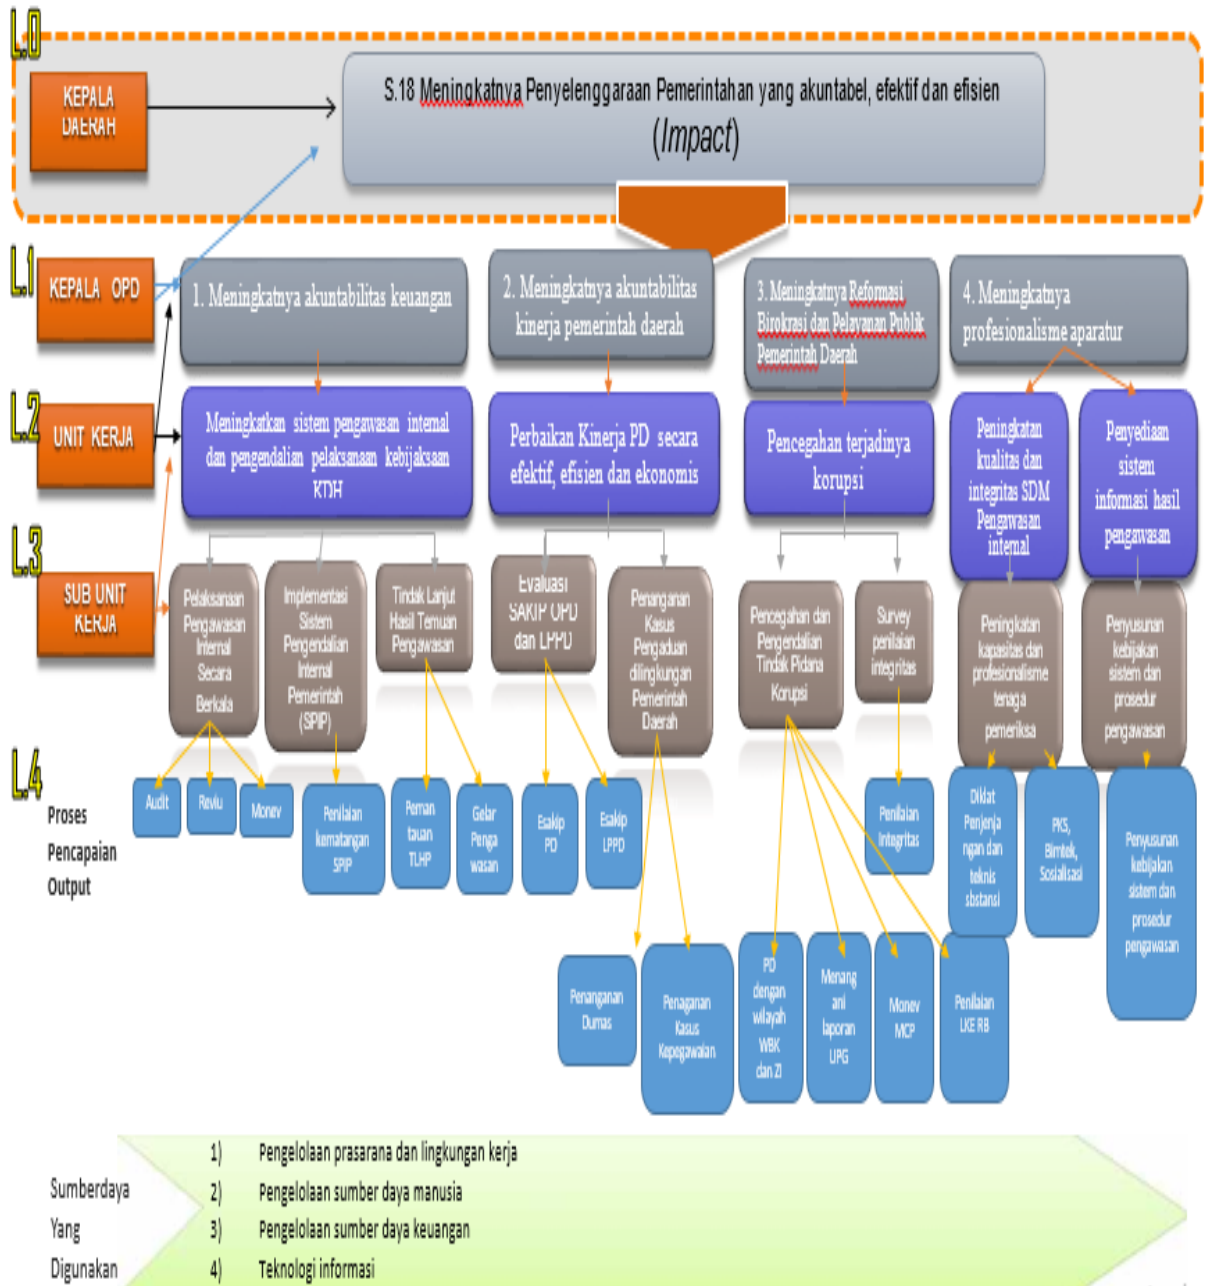 L.0
KEPALA
DAERAH
S.18 Meningkatnya Penyelenggaraan Pemerintahan yang akuntabel, efektif dan efisien
(Impact)
L.1
KEPALA OPD
1. Meningkatnya akuntabilitas keuangan
2. Meningkatnya akuntabilitas
kinerja pemerintah daerah
3. Meningkatnya Reformasi
Birokrasi dan Pelayanan Publik
Pemerintah Daerah
4. Meningkatnya
profesionalisme aparatur
L.2
UNIT KERJA
Meningkatkan sistem pengawasan internal
dan pengendalian pelaksanaan kebijaksaan
KDH
Perbaikan Kinerja PD secara
efektif, efisien dan ekonomis
Pencegahan terjadinya
korupsi
Peningkatan
kualitas dan
integritas SDM
Pengawasan
internal
Penyediaan
sistem
informasi hasil
pengawasan
L.3
SUB UNIT
KERJA
Pelaksanaan
Pengawasan
Internal
Secara
Berkala
Implementasi
Sistem
Pengendalian
Internal
Pemerintah
(SPIP)
Tindak Lanjut
Hasil Temuan
Pengawasan
Evaluasi
SAKIP OPD
dan LPPD
Penanganan
Kasus
Pengaduan
dilingkungan
Pemerintah
Daerah
Pencegahan dan
Pengendalian
Tindak Pidana
Korupsi
Survey
penilaian
integritas
Peningkatan
kapasitas dan
profesionalisme
tenaga
pemeriksa
Penyusunan
kebijakan
sistem dan
prosedur
pengawasan
L.4
Proses
Pencapaian
Output
Audit
Reviu
Monev
Penilaian
kematangan
SPIP
Peman
tauan
TLHP
Gelar
Penga
wasan
Esakip
PD
Esakip
LPPD
Penilaian
Integritas
Diklat
Penjenja
ngan dan
teknis
sbstansi
PKS,
Bimtek,
Sosialisasi
Penyusunan
kebijakan
sistem dan
prosedur
pengawasan
Penanganan
Dumas
Penaganan
Kasus
Kepegawaian
PD
dengan
wilayah
WBK
dan ZI
Menang
ani
laporan
UPG
Monev
MCP
Penilaian
LKE RB
Sumberdaya
Yang
Digunakan
1) Pengelolaan prasarana dan lingkungan kerja
2) Pengelolaan sumber daya manusia
3) Pengelolaan sumber daya keuangan
4) Teknologi informasi